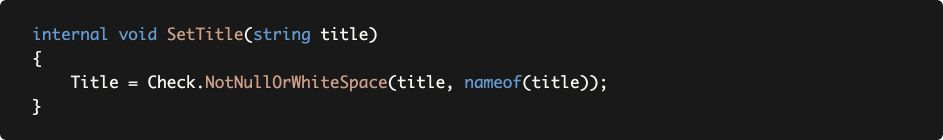 internal void SetTitle(string title)
{
    Title = Check.NotNullOrWhiteSpace(title, nameof(title));
}